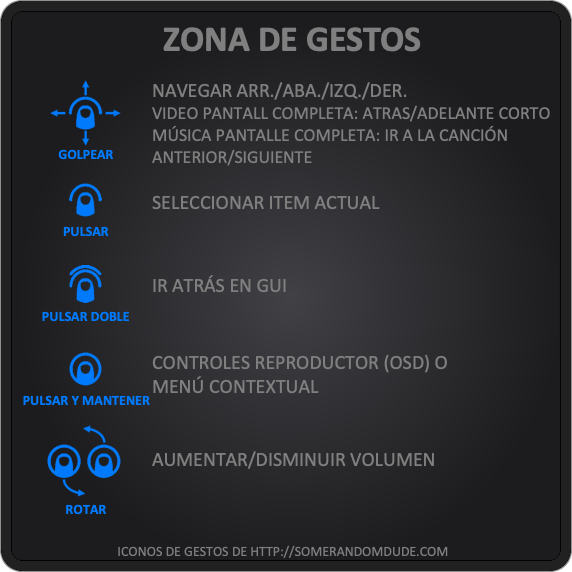 ZONA DE GESTOS
NAVEGAR ARR./ABA./IZQ./DER.
VIDEO PANTALL COMPLETA: ATRAS/ADELANTE CORTO
MÚSICA PANTALLE COMPLETA: IR A LA CANCIÓN
ANTERIOR/SIGUIENTE
GOLPEAR
SELECCIONAR ITEM ACTUAL
PULSAR
IR ATRÁS EN GUI
PULSAR DOBLE
CONTROLES REPRODUCTOR (OSD) O
MENÚ CONTEXTUAL
PULSAR Y MANTENER
AUMENTAR/DISMINUIR VOLUMEN
ROTAR
ICONOS DE GESTOS DE HTTP://SOMERANDOMDUDE.COM